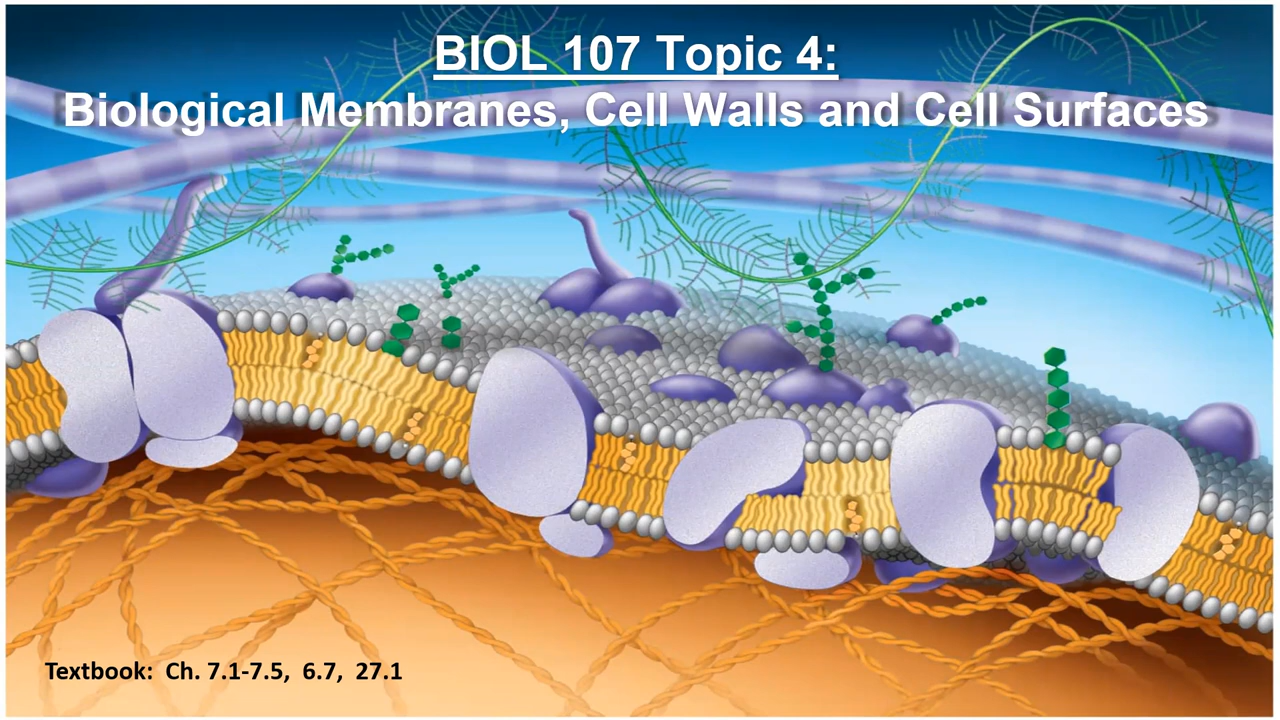 BIOL 107 Topic 4:
Biological Membranes, Cell Walls and Cell Surfaces
Textbook:  Ch. 7.1-7.5,  6.7,  27.1